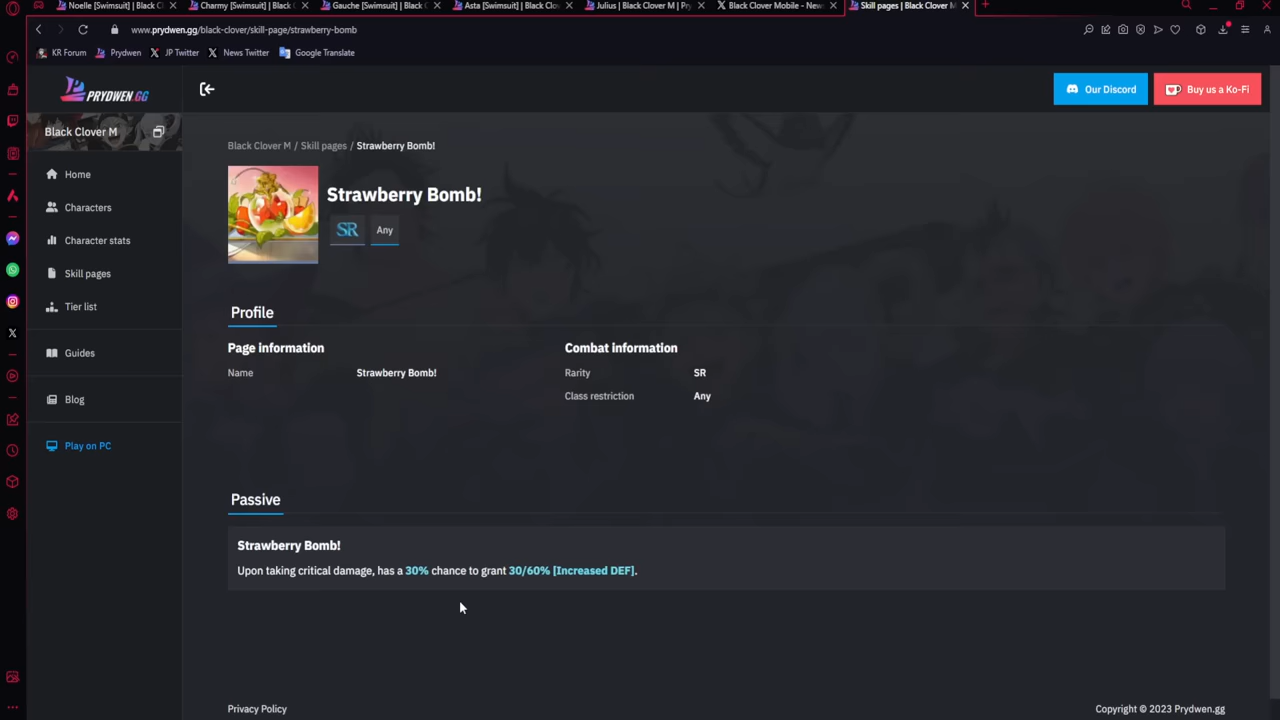 Noelle [Swimsuit] | Black C
Charmy [Swimsuit] | Black C
Gauche [Swimsuit] | Black C
Asta [Swimsuit] | Black Clov
Julius | Black Clover M | Pry
Black Clover Mobile - News
Skill pages | Black Clover M
www.prydwen.gg/black-clover/skill-page/strawberry-bomb
KR Forum
Prydwen
JP Twitter
News Twitter
Google Translate
PRYDWEN.GG
Our Discord
Buy us a Ko-Fi
Black Clover M
Home
Characters
Character stats
Skill pages
Tier list
Guides
Blog
Play on PC
Black Clover M / Skill pages / Strawberry Bomb!
Strawberry Bomb!
SR
Any
Profile
Page information
Name Strawberry Bomb!
Combat information
Rarity SR
Class restriction Any
Passive
Strawberry Bomb!
Upon taking critical damage, has a 30% chance to grant 30/60% [Increased DEF].
Privacy Policy
Copyright © 2023 Prydwen.gg